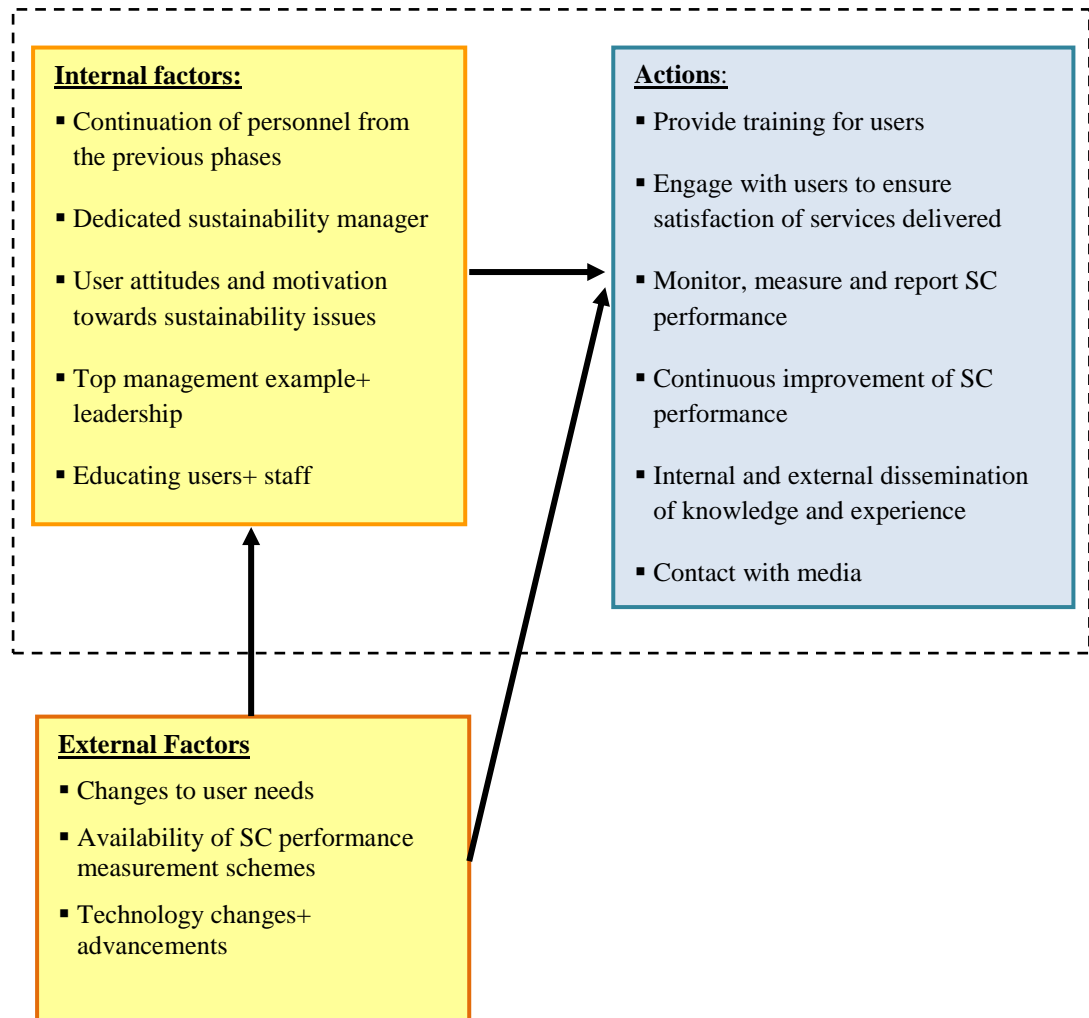 Internal factors:
▪ Continuation of personnel from
the previous phases
▪ Dedicated sustainability manager
▪ User attitudes and motivation
towards sustainability issues
▪ Top management example+
leadership
▪ Educating users+ staff
Actions:
▪ Provide training for users
▪ Engage with users to ensure
satisfaction of services delivered
▪ Monitor, measure and report SC
performance
▪ Continuous improvement of SC
performance
▪ Internal and external dissemination
of knowledge and experience
▪ Contact with media
External Factors
▪ Changes to user needs
▪ Availability of SC performance
measurement schemes
▪ Technology changes+
advancements